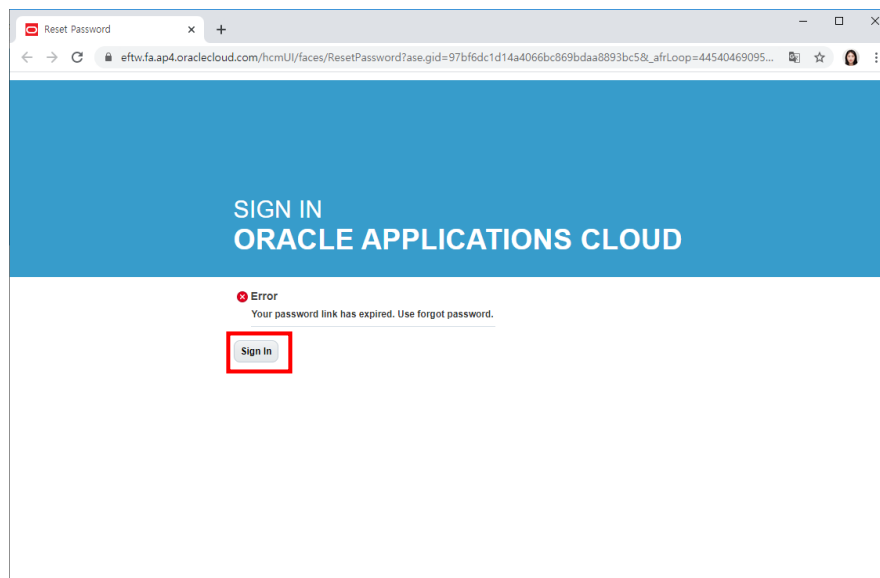 Reset Password
eftw.fa.ap4.oraclecloud.com/hcmUI/faces/ResetPassword?ase.gid=97bf6dc1d14a4066bc869bdaa8893bc5&_afrLoop=44540469095...
SIGN IN
ORACLE APPLICATIONS CLOUD
Error
Your password link has expired. Use forgot password.
Sign In